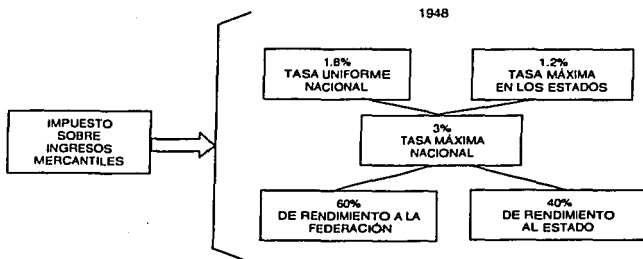 1948
1.8%
TASA UNIFORME
NACIONAL
1.2%
TASA MÁXIMA
EN LOS ESTADOS
IMPUESTO
SOBRE
INGRESOS
MERCANTILES
3%
TASA MÁXIMA
NACIONAL
60%
DE RENDIMIENTO A LA
FEDERACIÓN
40%
DE RENDIMIENTO
AL ESTADO